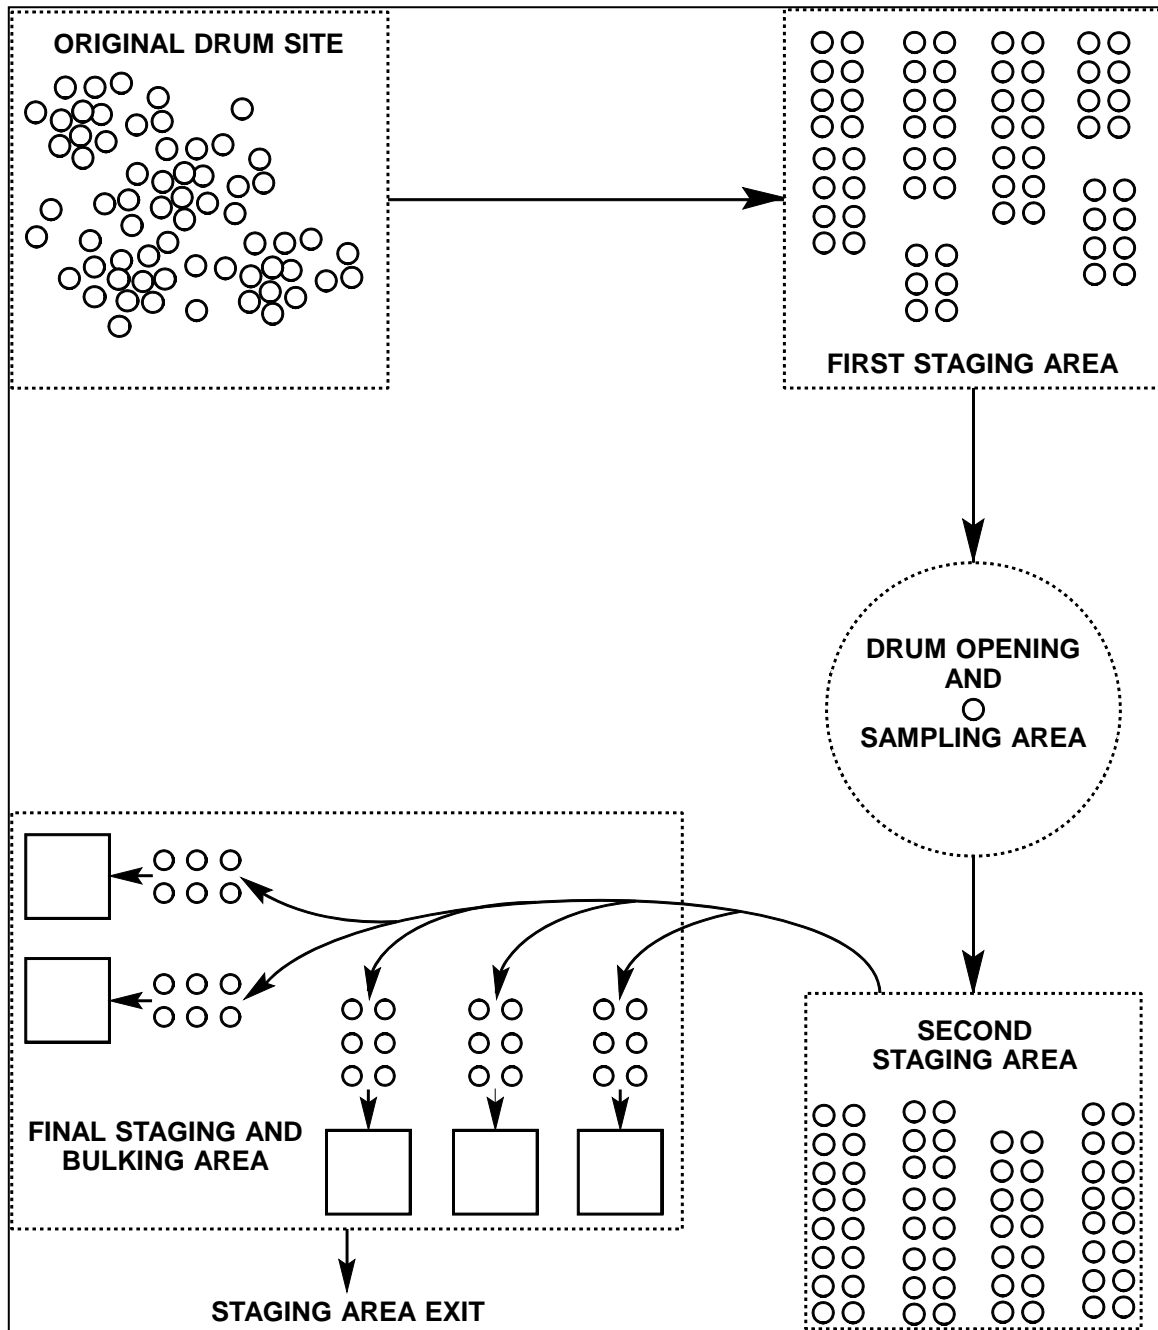 ORIGINAL DRUM SITE
FIRST STAGING AREA
DRUM OPENING
AND
SAMPLING AREA
SECOND
STAGING AREA
FINAL STAGING AND
BULKING AREA
STAGING AREA EXIT